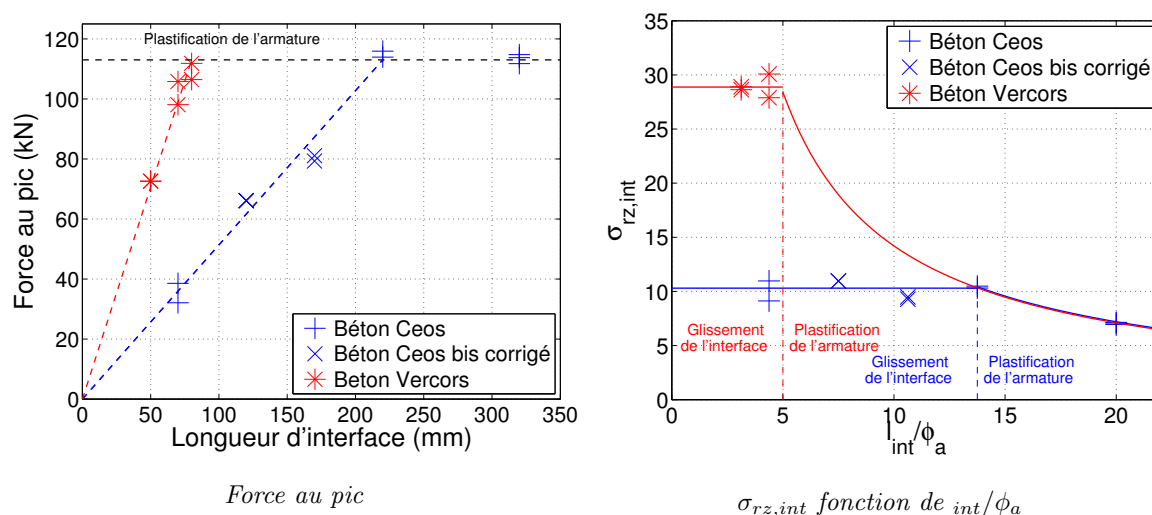 120
100
80
60
40
20
0
Force au pic (kN)
Plastification de l'armature
Béton Ceos
Béton Ceos bis corrigé
Beton Vercors
0 50 100 150 200 250 300 350
Longueur d'interface (mm)
Force au pic
35
30
25
20
15
10
5
0
σrz,int
Béton Ceos
Béton Ceos bis corrigé
Béton Vercors
Glissement
de l'interface
Plastification
de l'armature
Glissement
de l'interface
Plastification
de l'armature
0 5 10 15 20
lint/ϕa
σrz,int fonction de int/ϕa